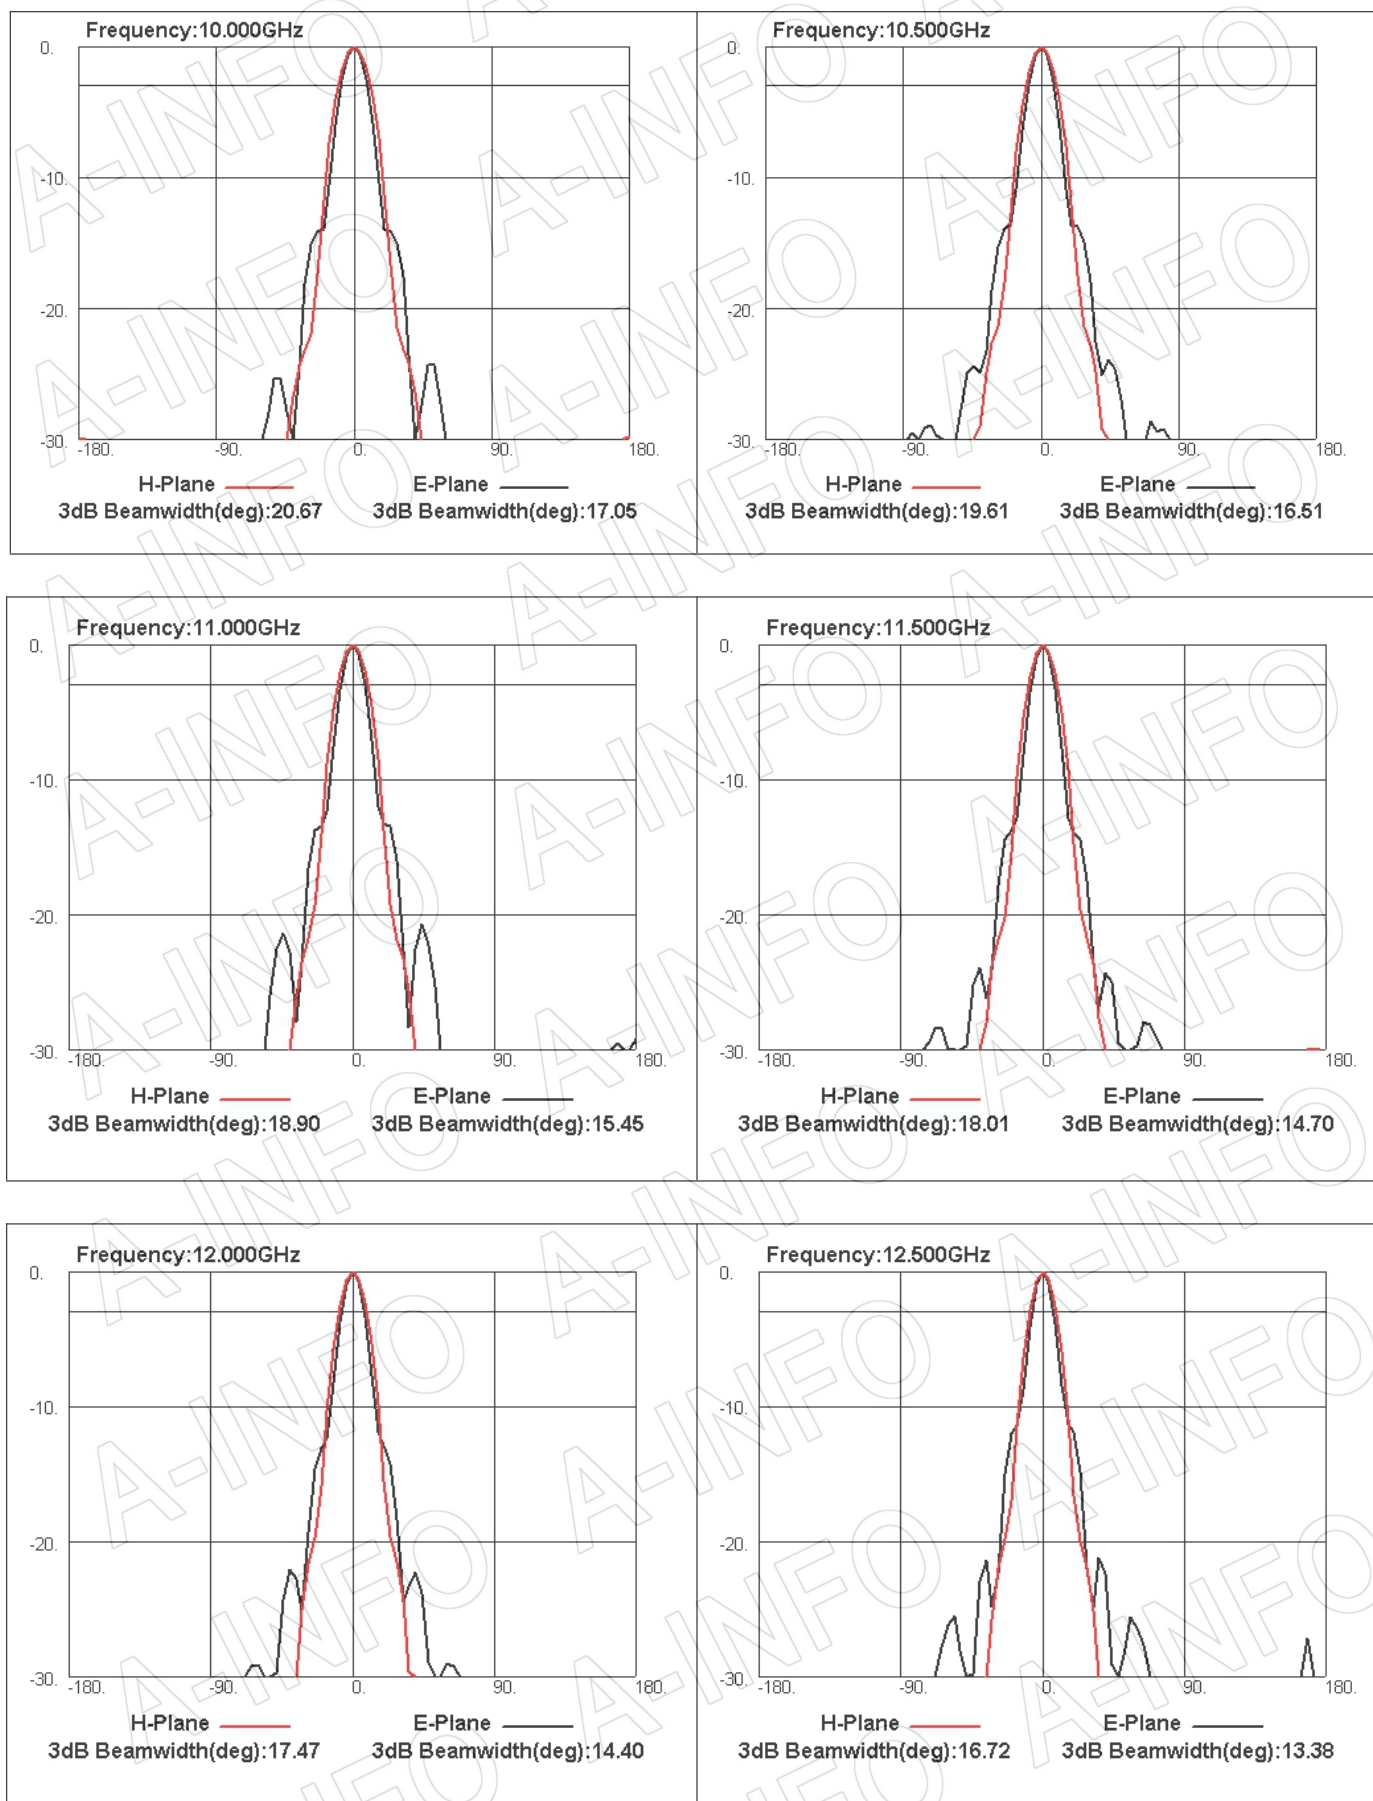 Frequency:10.000GHz
0.
-10.
-20.
-30.
-180.
-90.
0.
90.
180.
H-Plane
E-Plane
3dB Beamwidth(deg):20.67
3dB Beamwidth(deg):17.05
Frequency:10.500GHz
0.
-10.
-20.
-30.
-180.
-90.
0.
90.
180.
H-Plane
E-Plane
3dB Beamwidth(deg):19.61
3dB Beamwidth(deg):16.51
Frequency:11.000GHz
0.
-10.
-20.
-30.
-180.
-90.
0.
90.
180.
H-Plane
E-Plane
3dB Beamwidth(deg):18.90
3dB Beamwidth(deg):15.45
Frequency:11.500GHz
0.
-10.
-20.
-30.
-180.
-90.
0.
90.
180.
H-Plane
E-Plane
3dB Beamwidth(deg):18.01
3dB Beamwidth(deg):14.70
Frequency:12.000GHz
0.
-10.
-20.
-30.
-180.
-90.
0.
90.
180.
H-Plane
E-Plane
3dB Beamwidth(deg):17.47
3dB Beamwidth(deg):14.40
Frequency:12.500GHz
0.
-10.
-20.
-30.
-180.
-90.
0.
90.
180.
H-Plane
E-Plane
3dB Beamwidth(deg):16.72
3dB Beamwidth(deg):13.38
A-INFO